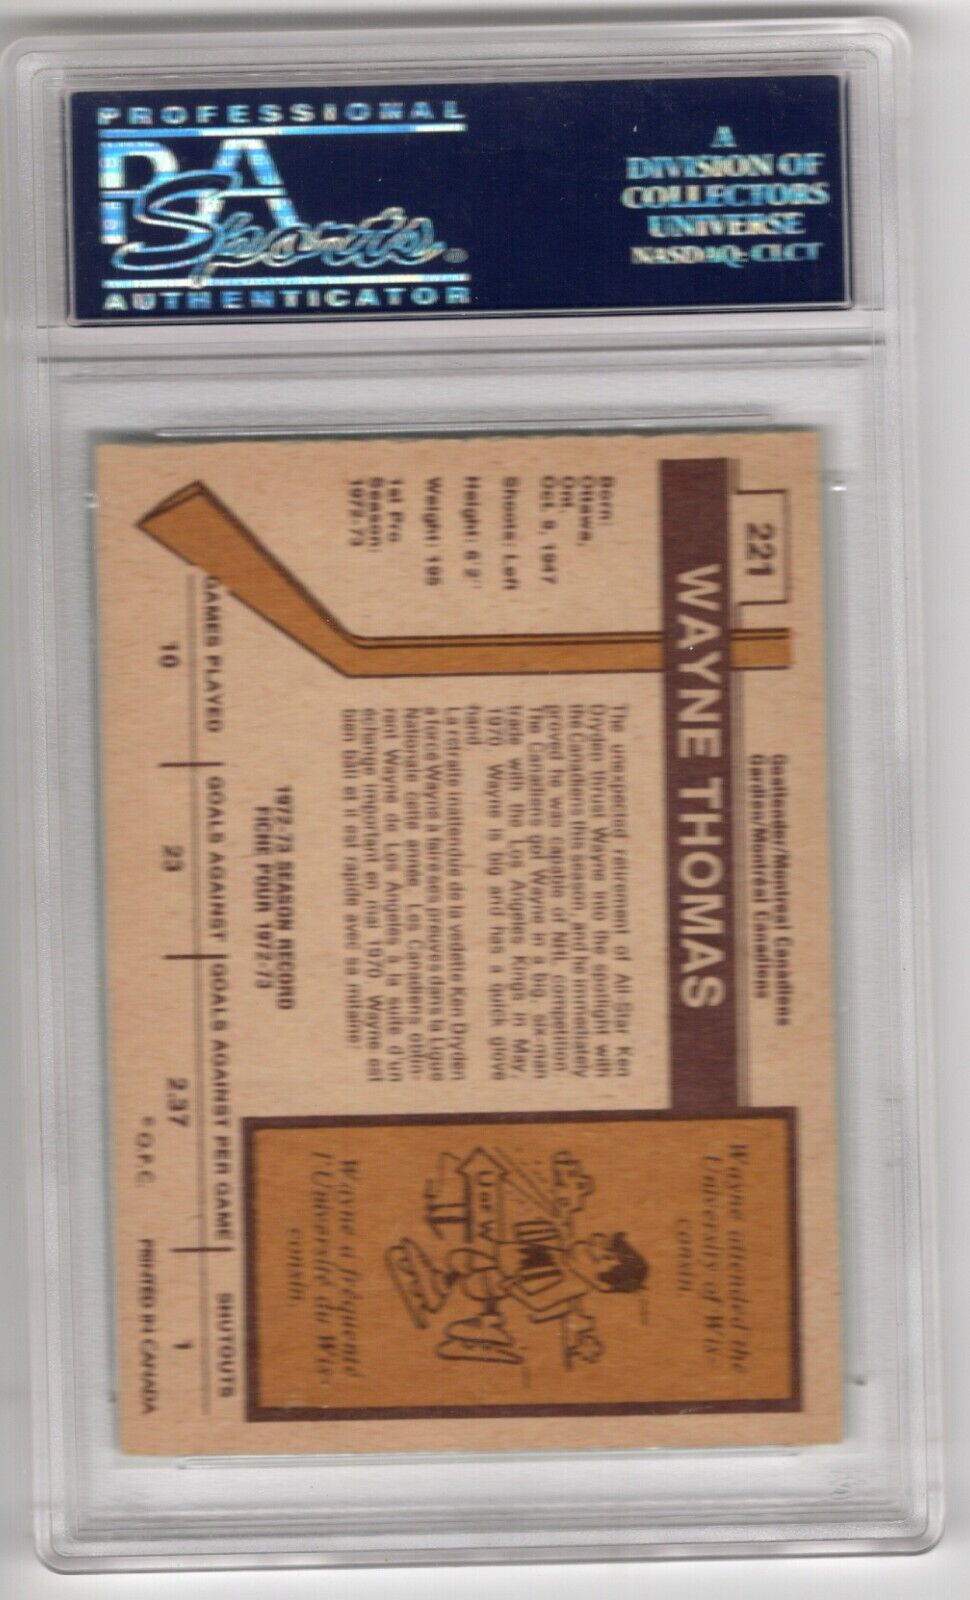 PROFESSIONAL
PSA
Sports
AUTHENTICATOR
A
DIVISION OF
COLLECTORS
UNIVERSE
NASDAQ: CLCT
221
Goaltender/Montreal Canadiens
Gardien/Montréal Canadiens
WAYNE THOMAS
Born:
Ottawa,
Ont.
Oct. 9, 1947
Shoots: Left
Height: 6'2"
Weight: 195
1st Pro
Season:
1972-73
The unexpected retirement of All-Star Ken
Dryden thrust Wayne into the spotlight with
the Canadiens this season, and he immediately
proved he was capable of NHL competition.
The Canadiens got Wayne in a big, six-man
trade with the Los Angeles Kings in May,
1970. Wayne is big and has a quick glove
hand.
La retraite inattendue de la vedette Ken Dryden
a forcé Wayne à faire ses preuves dans la Ligue
Nationale cette année. Les Canadiens obtin-
rent Wayne de Los Angeles à la suite d'un
échange important en mai 1970. Wayne est
bien bâti et il est rapide avec sa mitaine.
1972-73 SEASON RECORD
FICHE POUR 1972-73
GAMES PLAYED GOALS AGAINST GOALS AGAINST PER GAME SHUTOUTS
10 23 2.37 1
© O.P.C. PRINTED IN CANADA
Wayne attended the
University of Wis-
consin
U OF W
Wayne a fréquenté
l'Université du Wis-
consin.